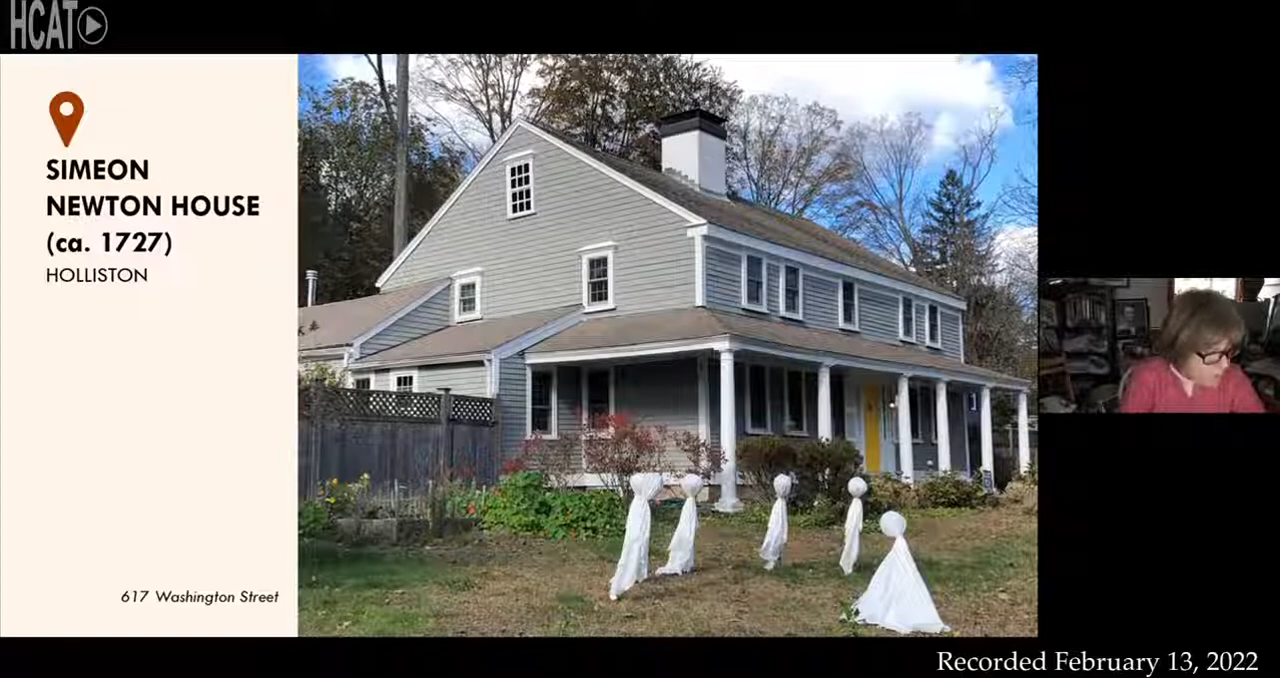 HCAT
SIMEON
NEWTON HOUSE
(ca. 1727)
HOLLISTON
617 Washington Street
Recorded February 13, 2022